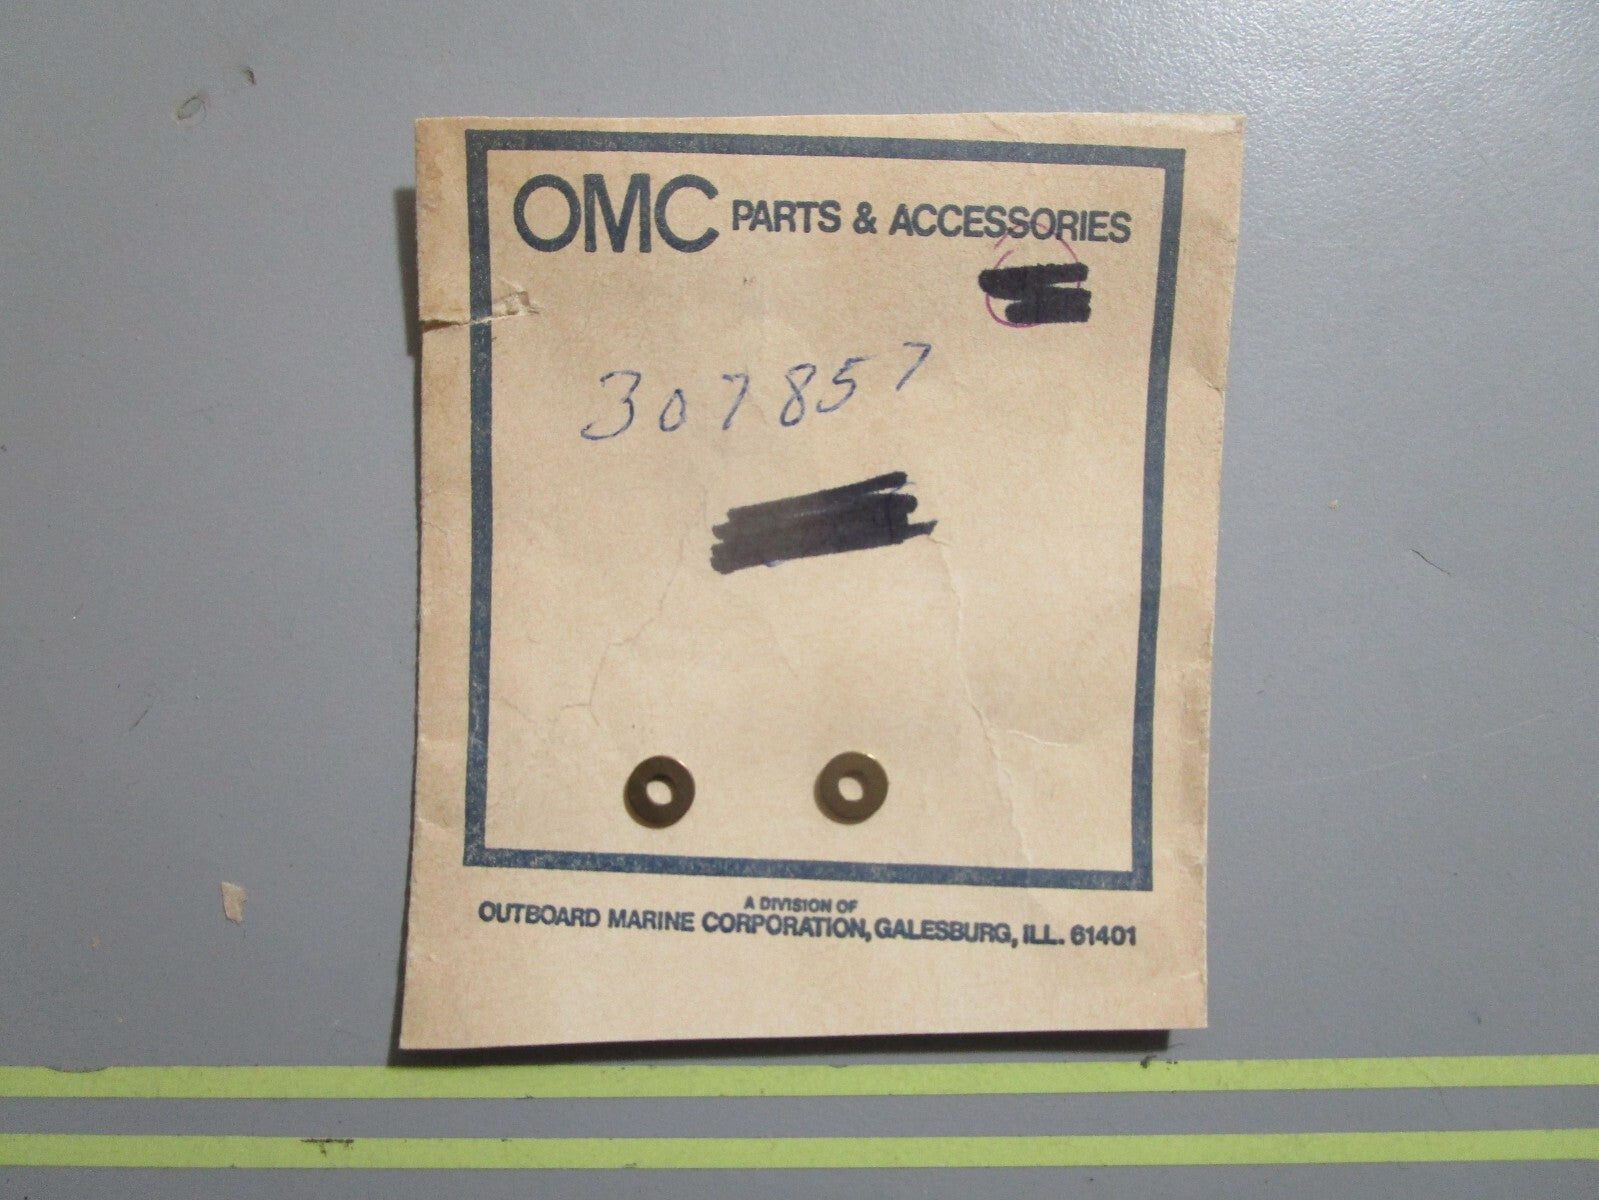 OMC PARTS & ACCESSORIES
307857
A DIVISION OF
OUTBOARD MARINE CORPORATION, GALESBURG, ILL. 61401